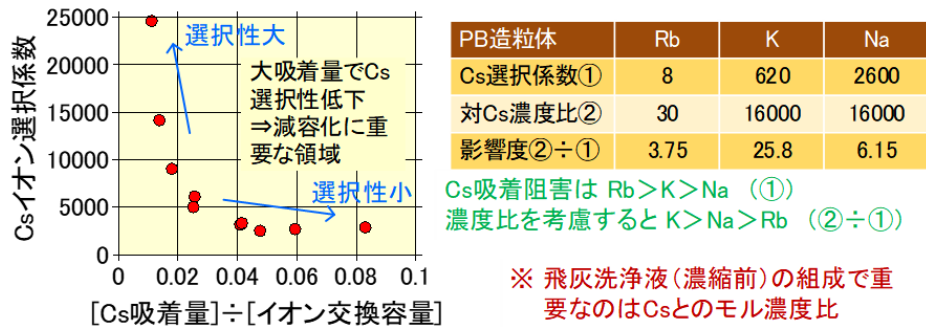 Csイオン選択係数
25000
20000
15000
10000
5000
0
0
0.02
0.04
0.06
0.08
0.1
[Cs吸着量]÷[イオン交換容量]
選択性大
大吸着量でCs
選択性低下
⇒減容化に重
要な領域
選択性小
PB造粒体 Rb K Na
Cs選択係数① 8 620 2600
対Cs濃度比② 30 16000 16000
影響度②÷① 3.75 25.8 6.15
Cs吸着阻害は Rb>K>Na (①)
濃度比を考慮すると K>Na>Rb (②÷①)
※ 飛灰洗浄液(濃縮前)の組成で重
要なのはCsとのモル濃度比